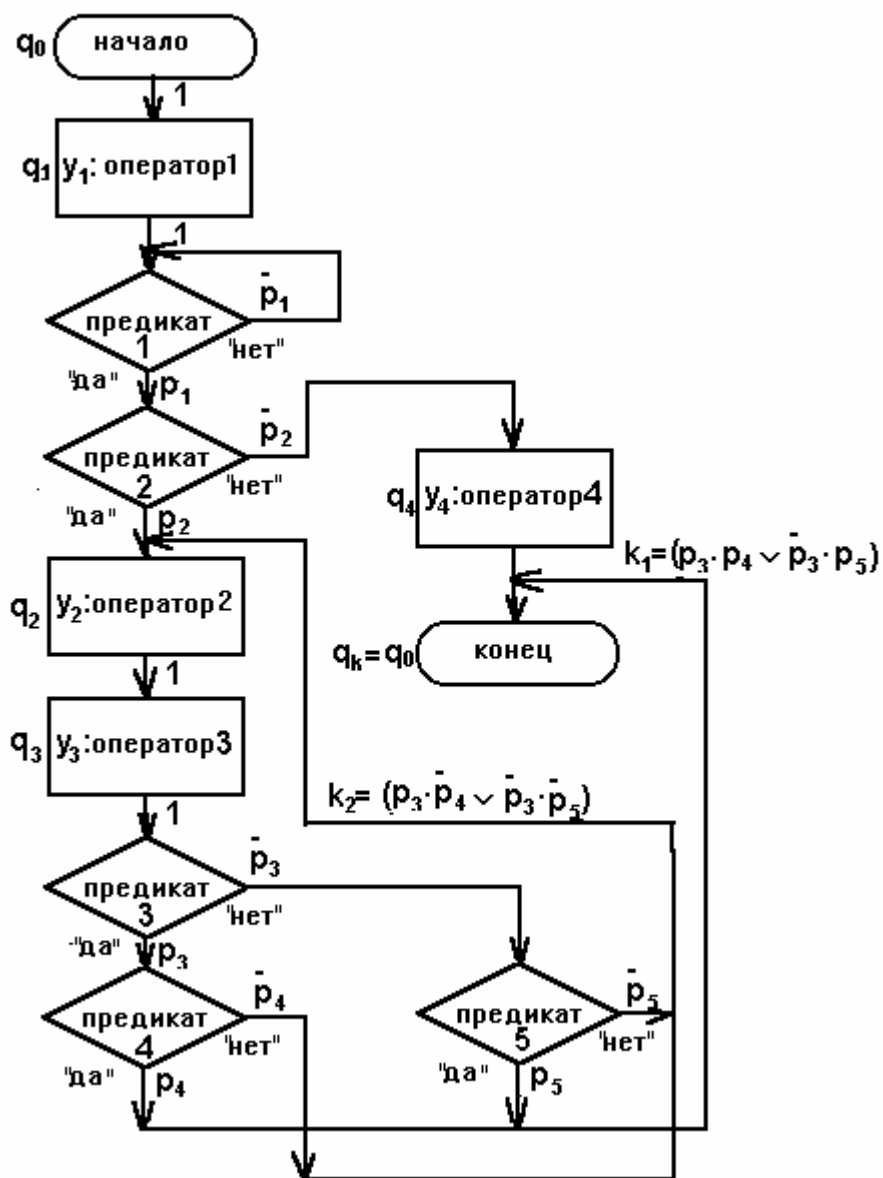 q₀ начало
1
q₁ y₁: оператор1
1
p̄₁
предикат
1
"нет"
"да" p₁
p̄₂
предикат
2
"нет"
"да" p₂
q₄ y₄:оператор4
k₁=(p₃·p₄ ∨ p̄₃·p₅)
q₂ y₂:оператор2
qₖ=q₀ конец
1
q₃ y₃:оператор3
k₂= (p₃·p̄₄ ∨ p̄₃·p̄₅)
1
p̄₃
предикат
3
"нет"
"да" p₃
p̄₄
предикат
4
"нет"
"да" p₄
p̄₅
предикат
5
"нет"
"да" p₅